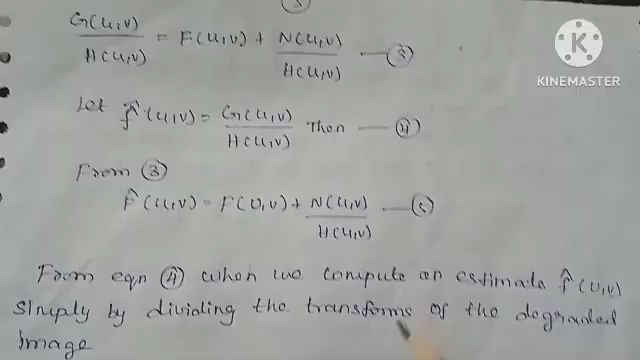 G(u,v)/H(u,v) = F(u,v) + N(u,v)/H(u,v) — ③
Let f̂(u,v) = G(u,v)/H(u,v) Then — ④
From ③
F̂(u,v) = F(u,v) + N(u,v)/H(u,v) — ⑤
From eqn ④ when we compute an estimate f̂(u,v)
simply by dividing the transforms of the degraded
image
K
KINEMASTER